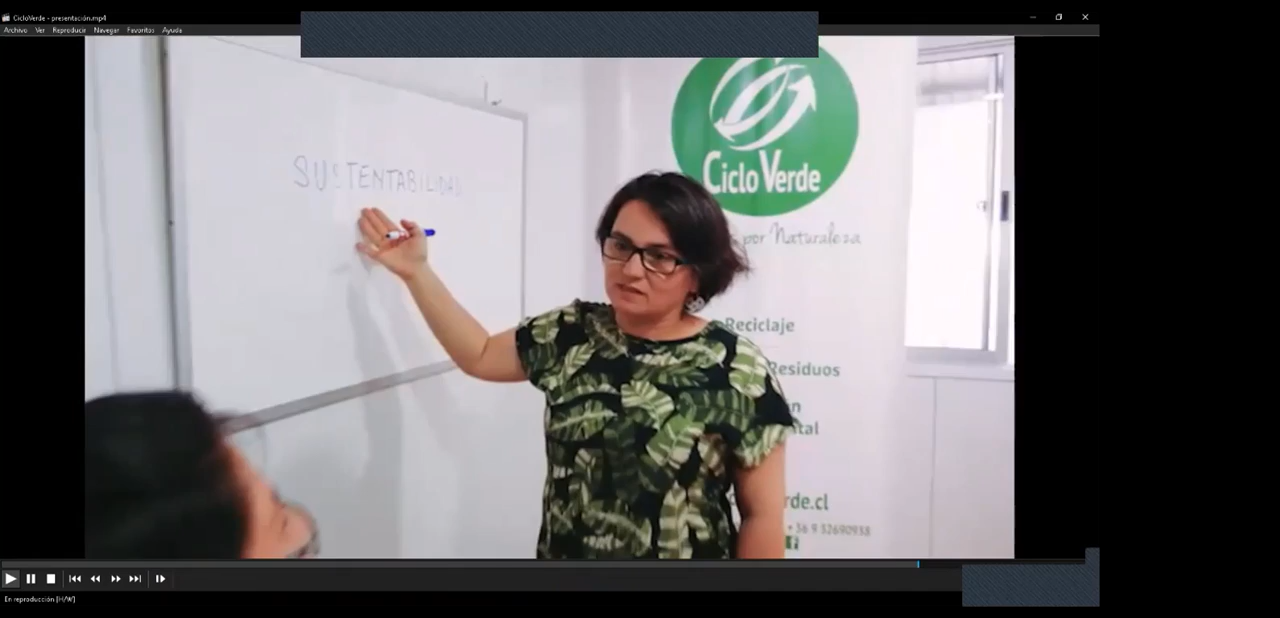 CicloVerde - presentación.mp4
Archivo Ver Reproducir Navegar Favoritos Ayuda
SUSTENTABILIDAD
Ciclo Verde
por Naturaleza
Reciclaje
Residuos
rde.cl
En reproducción [H/W]